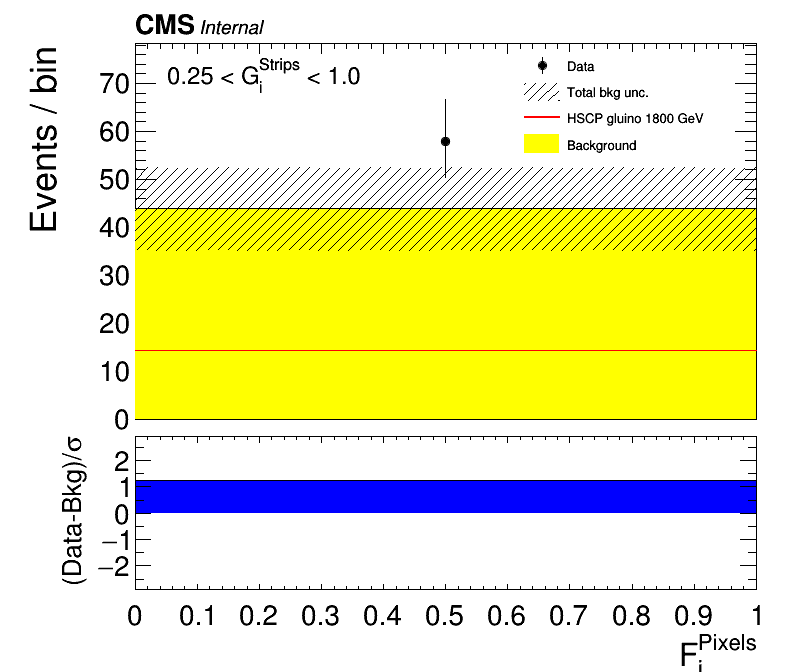 CMS Internal
Events / bin
0.25 < G_i^Strips < 1.0
Data
Total bkg unc.
HSCP gluino 1800 GeV
Background
70
60
50
40
30
20
10
0
(Data-Bkg)/σ
2
1
0
−1
−2
0 0.1 0.2 0.3 0.4 0.5 0.6 0.7 0.8 0.9 1
F_i^Pixels